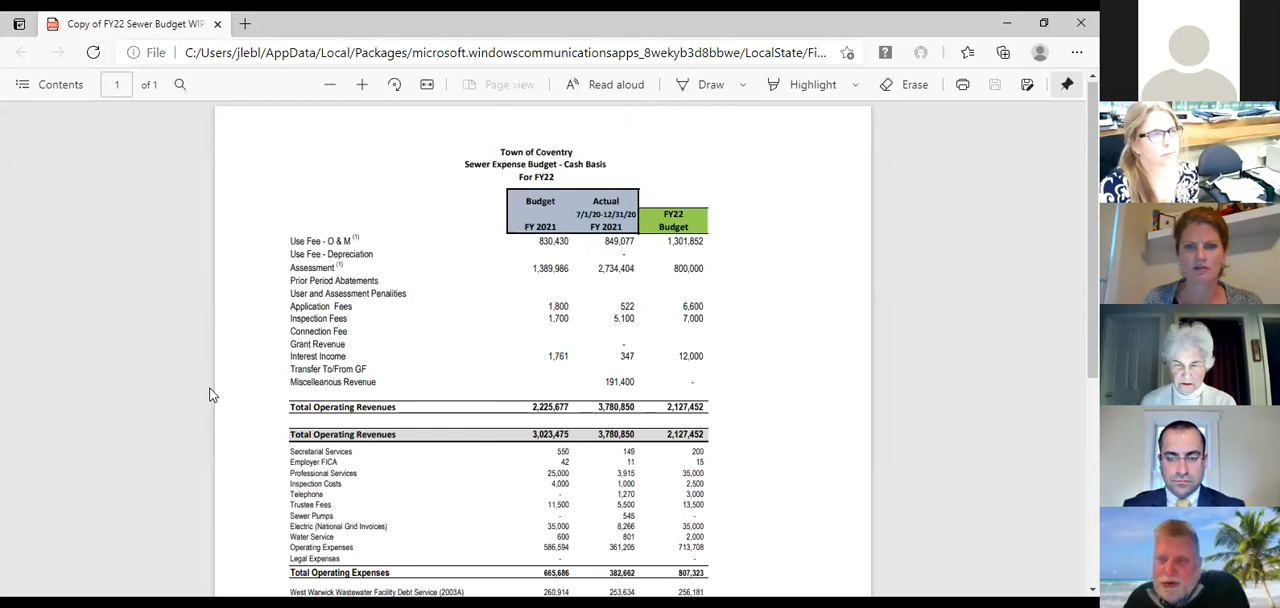 Copy of FY22 Sewer Budget WIP
File C:/Users/jlebl/AppData/Local/Packages/microsoft.windowscommunicationsapps_8wekyb3d8bbwe/LocalState/Fi...
Contents 1 of 1 Page view Read aloud Draw Highlight Erase
Town of Coventry
Sewer Expense Budget - Cash Basis
For FY22
Budget Actual
7/1/20-12/31/20 FY22
FY 2021 FY 2021 Budget
Use Fee - O & M (1) 830,430 849,077 1,301,852
Use Fee - Depreciation -
Assessment (1) 1,389,986 2,734,404 800,000
Prior Period Abatements
User and Assessment Penalities
Application Fees 1,800 522 6,600
Inspection Fees 1,700 5,100 7,000
Connection Fee
Grant Revenue -
Interest Income 1,761 347 12,000
Transfer To/From GF
Miscelleanous Revenue 191,400 -
Total Operating Revenues 2,225,677 3,780,850 2,127,452
Total Operating Revenues 3,023,475 3,780,850 2,127,452
Secretarial Services 550 149 200
Employer FICA 42 11 15
Professional Services 25,000 3,915 35,000
Inspection Costs 4,000 1,000 2,500
Telephone - 1,270 3,000
Trustee Fees 11,500 5,500 13,500
Sewer Pumps - 545 -
Electric (National Grid Invoices) 35,000 8,266 35,000
Water Service 600 801 2,000
Operating Expenses 586,594 361,205 713,708
Legal Expenses - - -
Total Operating Expenses 665,686 382,662 807,323
West Warwick Wastewater Facility Debt Service (2003A) 260,914 253,634 256,181